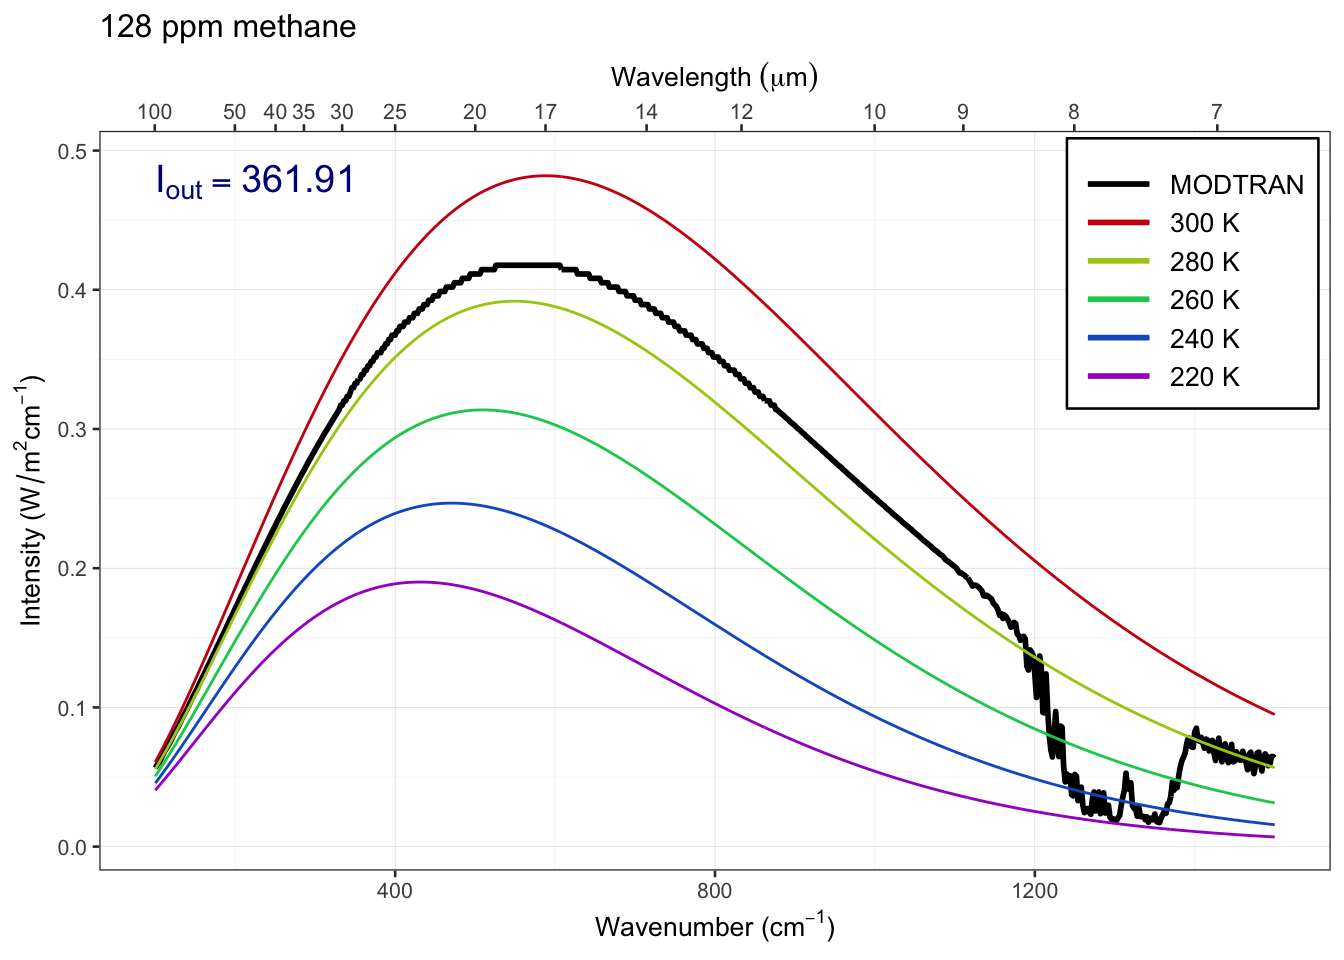 128 ppm methane
Wavelength (μm)
100 50 40 35 30 25 20 17 14 12 10 9 8 7
0.5
0.4
0.3
0.2
0.1
0.0
Intensity (W/m²cm⁻¹)
I_out = 361.91
MODTRAN
300 K
280 K
260 K
240 K
220 K
400 800 1200
Wavenumber (cm⁻¹)